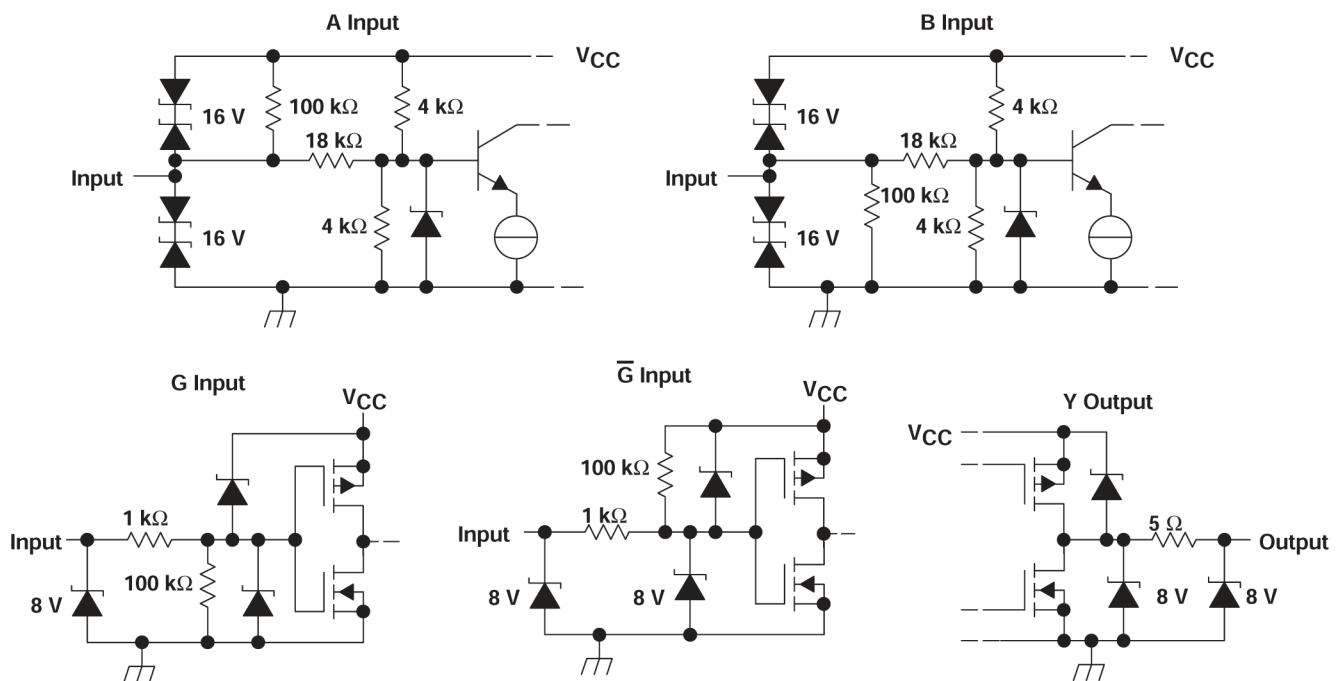 A Input
VCC
16 V
100 kΩ
4 kΩ
18 kΩ
Input
16 V
4 kΩ
B Input
VCC
16 V
4 kΩ
18 kΩ
Input
100 kΩ
16 V
4 kΩ
G Input
VCC
1 kΩ
Input
100 kΩ
8 V
G̅ Input
VCC
100 kΩ
Input
1 kΩ
8 V
8 V
Y Output
VCC
5 Ω
Output
8 V
8 V